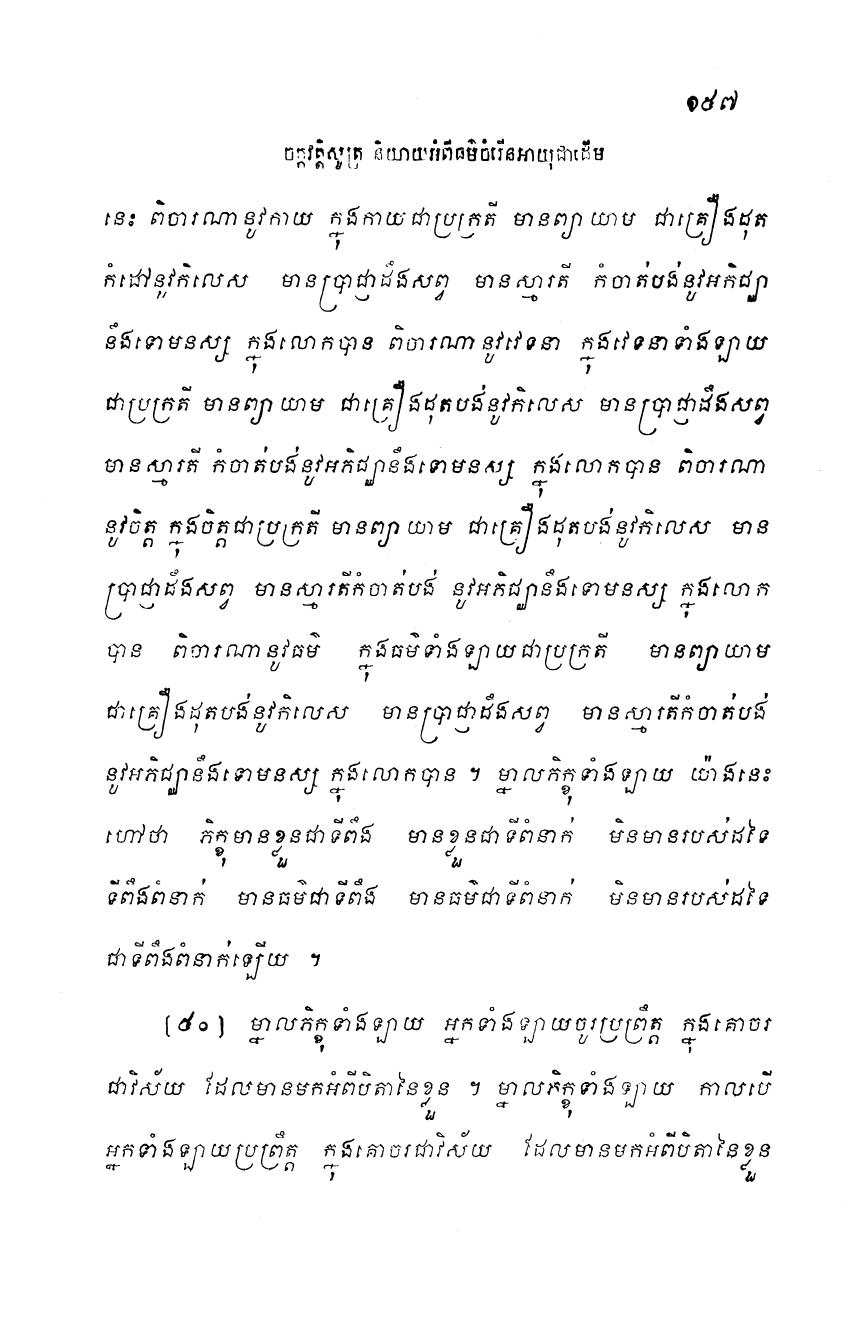 ១៥៧
ចក្កវត្តិសូត្រ និយាយអំពីធម៌ចំរើនអាយុជាដើម
នេះ ពិចារណានូវកាយ ក្នុងកាយជាប្រក្រតី មានព្យាយាម ជាគ្រឿងដុត
កំដៅនូវកិលេស មានប្រាជ្ញាដឹងសព្វ មានស្មារតី កំចាត់បង់នូវអភិជ្ឈា
នឹងទោមនស្ស ក្នុងលោកបាន ពិចារណានូវវេទនា ក្នុងវេទនាទាំងឡាយ
ជាប្រក្រតី មានព្យាយាម ជាគ្រឿងដុតបង់នូវកិលេស មានប្រាជ្ញាដឹងសព្វ
មានស្មារតី កំចាត់បង់នូវអភិជ្ឈានឹងទោមនស្ស ក្នុងលោកបាន ពិចារណា
នូវចិត្ត ក្នុងចិត្តជាប្រក្រតី មានព្យាយាម ជាគ្រឿងដុតបង់នូវកិលេស មាន
ប្រាជ្ញាដឹងសព្វ មានស្មារតីកំចាត់បង់ នូវអភិជ្ឈានឹងទោមនស្ស ក្នុងលោក
បាន ពិចារណានូវធម៌ ក្នុងធម៌ទាំងឡាយជាប្រក្រតី មានព្យាយាម
ជាគ្រឿងដុតបង់នូវកិលេស មានប្រាជ្ញាដឹងសព្វ មានស្មារតីកំចាត់បង់
នូវអភិជ្ឈានឹងទោមនស្ស ក្នុងលោកបាន ។ ម្នាលភិក្ខុទាំងឡាយ យ៉ាងនេះ
ហៅថា ភិក្ខុមានខ្លួនជាទីពឹង មានខ្លួនជាទីពំនាក់ មិនមានរបស់ដទៃ
ទីពឹងពំនាក់ មានធម៌ជាទីពឹង មានធម៌ជាទីពំនាក់ មិនមានរបស់ដទៃ
ជាទីពឹងពំនាក់ឡើយ ។
[៥០] ម្នាលភិក្ខុទាំងឡាយ អ្នកទាំងឡាយចូរប្រព្រឹត្ត ក្នុងគោចរ
ជាវិស័យ ដែលមានមកអំពីបិតានៃខ្លួន ។ ម្នាលភិក្ខុទាំងឡាយ កាលបើ
អ្នកទាំងឡាយប្រព្រឹត្ត ក្នុងគោចរជាវិស័យ ដែលមានមកអំពីបិតានៃខ្លួន